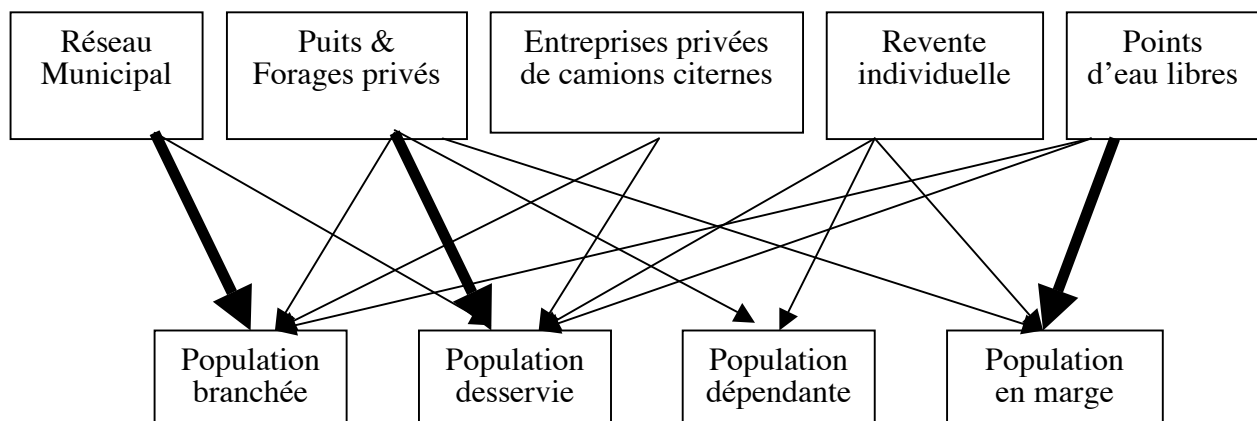 Réseau
Municipal
Puits &
Forages privés
Entreprises privées
de camions citernes
Revente
individuelle
Points
d’eau libres
Population
branchée
Population
desservie
Population
dépendante
Population
en marge